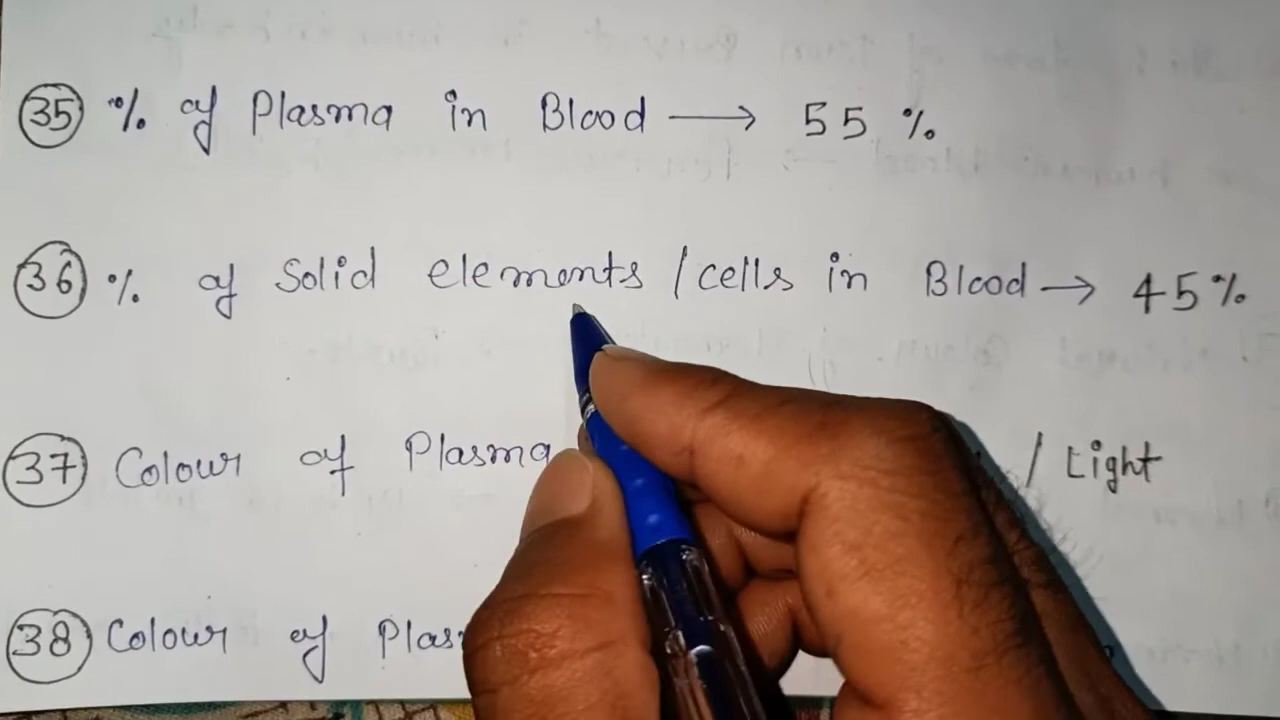 35 % of Plasma in Blood → 55 %
36 % of Solid elements / cells in Blood → 45%
37 Colour of Plasma / Light
38 Colour of